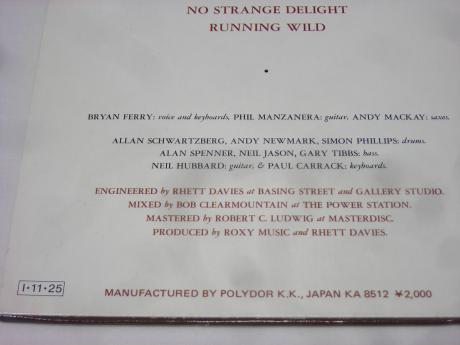 NO STRANGE DELIGHT
RUNNING WILD
•
BRYAN FERRY: voice and keyboards, PHIL MANZANERA: guitar, ANDY MACKAY: saxes.
ALLAN SCHWARTZBERG, ANDY NEWMARK, SIMON PHILLIPS: drums.
ALAN SPENNER, NEIL JASON, GARY TIBBS: bass.
NEIL HUBBARD: guitar, & PAUL CARRACK: keyboards.
ENGINEERED by RHETT DAVIES at BASING STREET and GALLERY STUDIO.
MIXED by BOB CLEARMOUNTAIN at THE POWER STATION.
MASTERED by ROBERT C. LUDWIG at MASTERDISC.
PRODUCED by ROXY MUSIC and RHETT DAVIES.
I•11•25
MANUFACTURED BY POLYDOR K.K., JAPAN KA 8512 ¥2,000